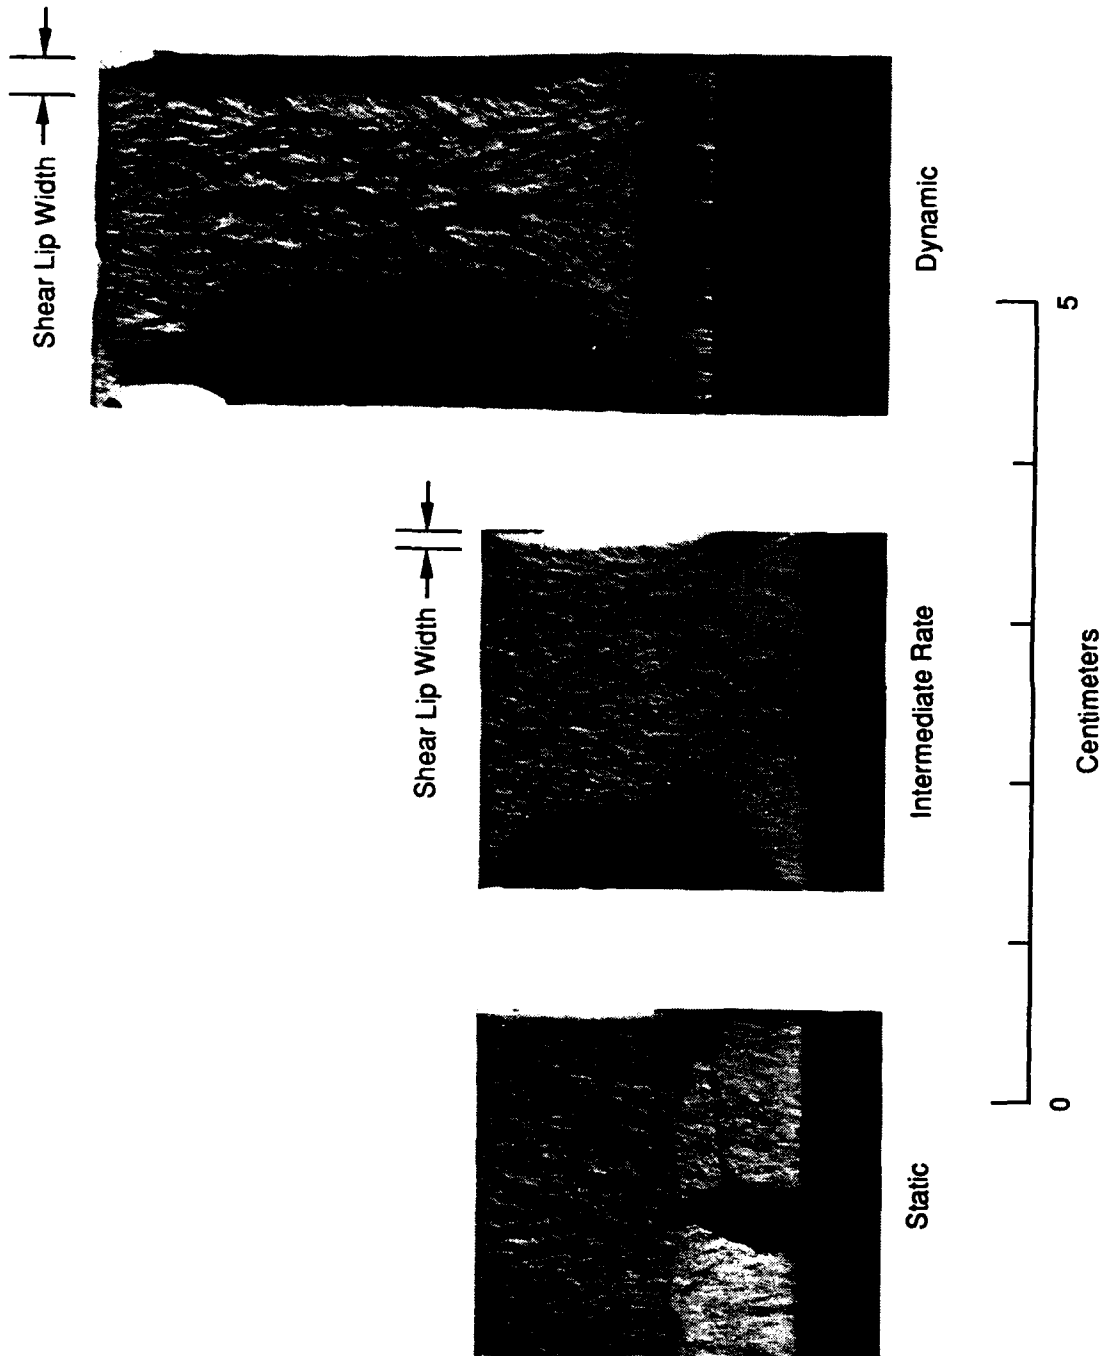 Shear Lip Width
Shear Lip Width
Static
Intermediate Rate
Dynamic
0
5
Centimeters